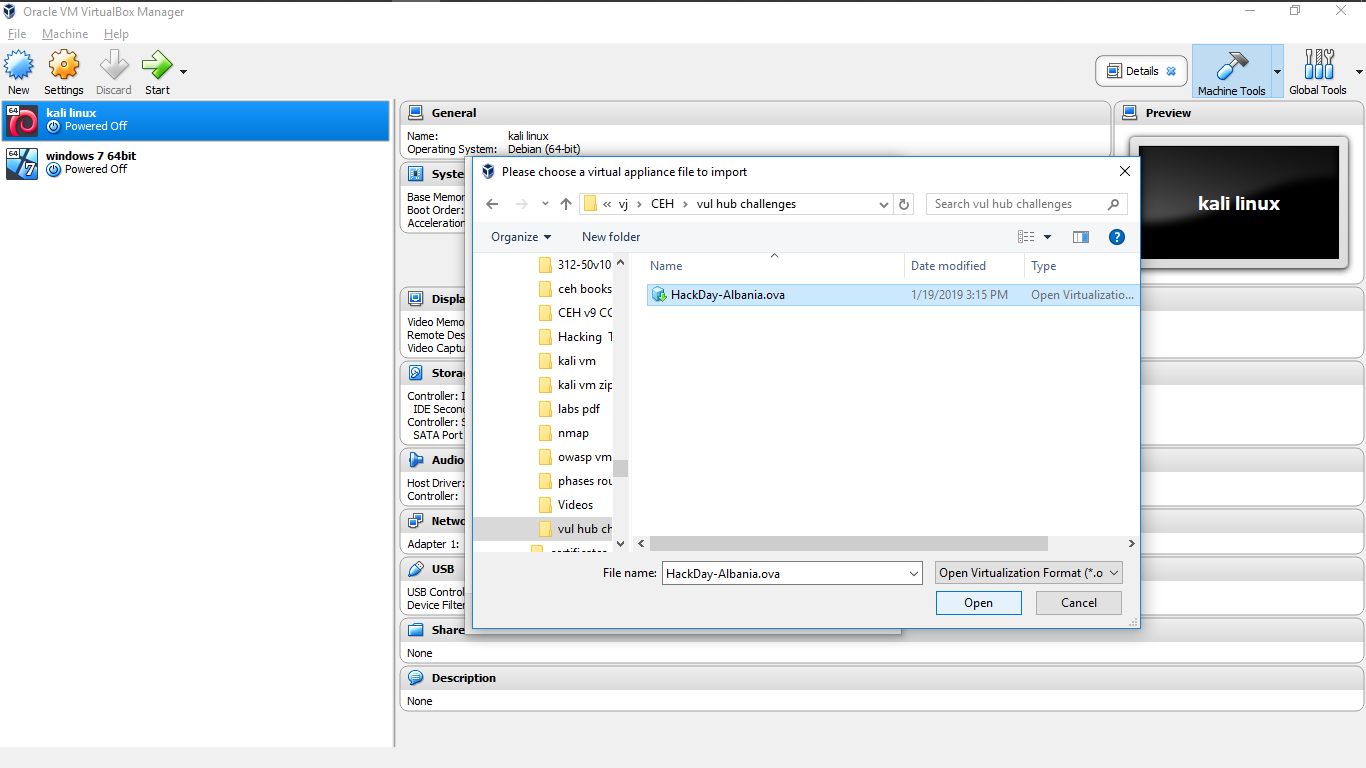 Oracle VM VirtualBox Manager
File Machine Help
New Settings Discard Start
Details Machine Tools Global Tools
64 kali linux
Powered Off
64 7 windows 7 64bit
Powered Off
General
Name: kali linux
Operating System: Debian (64-bit)
Preview
kali linux
Syste
Base Memor
Boot Order:
Acceleration
Displa
Video Memo
Remote Des
Video Captu
Storag
Controller: I
IDE Second
Controller: S
SATA Port
Audio
Host Driver:
Controller:
Netwo
Adapter 1:
USB
USB Control
Device Filter
Share
None
Description
None
Please choose a virtual appliance file to import
« vj › CEH › vul hub challenges
Search vul hub challenges
Organize New folder
?
312-50v10
ceh books
CEH v9 CC
Hacking T
kali vm
kali vm zip
labs pdf
nmap
owasp vm
phases rou
Videos
vul hub ch
certificates
Name Date modified Type
HackDay-Albania.ova 1/19/2019 3:15 PM Open Virtualizatio...
File name: HackDay-Albania.ova Open Virtualization Format (*.o
Open Cancel